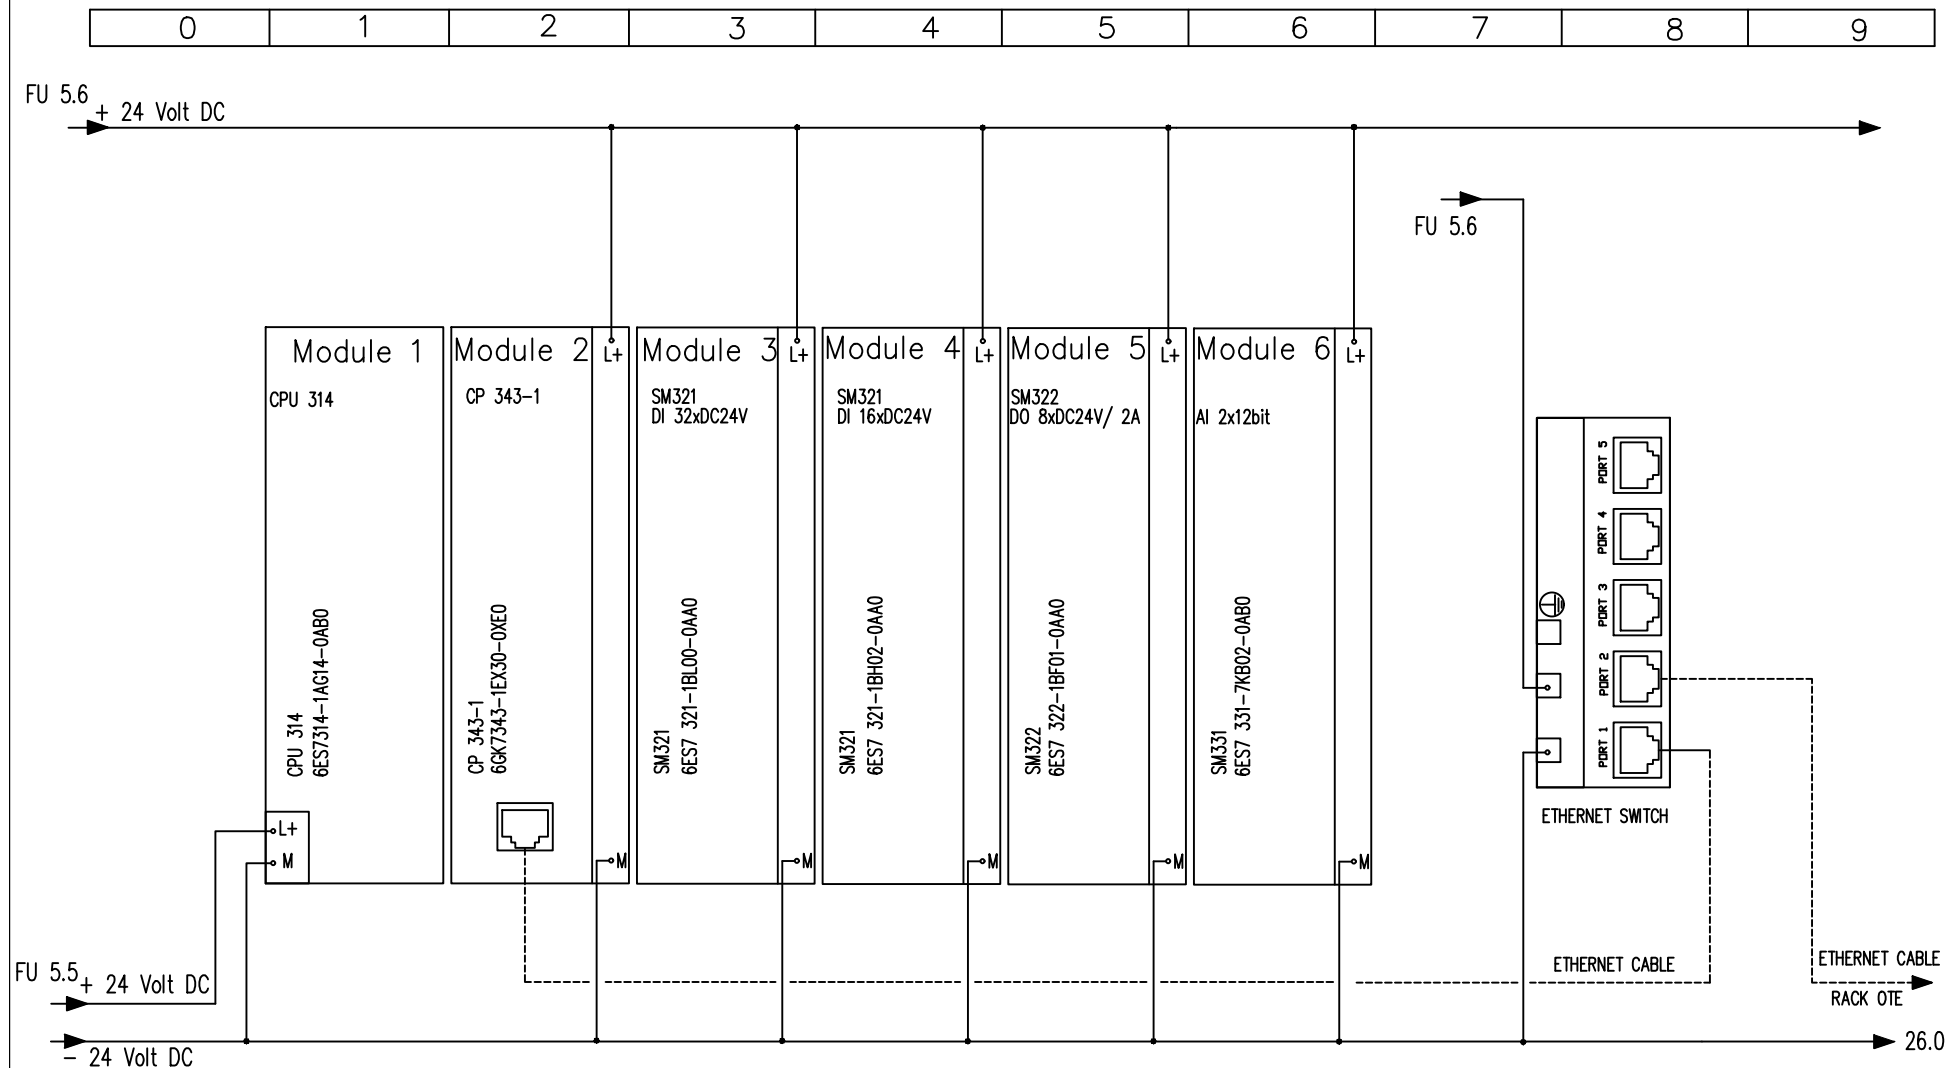 0 1 2 3 4 5 6 7 8 9
FU 5.6
+ 24 Volt DC
FU 5.6
Module 1
CPU 314
CPU 314
6ES7314-1AG14-0AB0
L+
M
Module 2
L+
CP 343-1
CP 343-1
6GK7343-1EX30-0XE0
M
Module 3
L+
SM321
DI 32xDC24V
SM321
6ES7 321-1BL00-0AA0
M
Module 4
L+
SM321
DI 16xDC24V
SM321
6ES7 321-1BH02-0AA0
M
Module 5
L+
SM322
DO 8xDC24V/ 2A
SM322
6ES7 322-1BF01-0AA0
M
Module 6
L+
AI 2x12bit
SM331
6ES7 331-7KB02-0AB0
M
PORT 5
PORT 4
PORT 3
PORT 2
PORT 1
ETHERNET SWITCH
FU 5.5
+ 24 Volt DC
ETHERNET CABLE
ETHERNET CABLE
RACK OTE
- 24 Volt DC
26.0